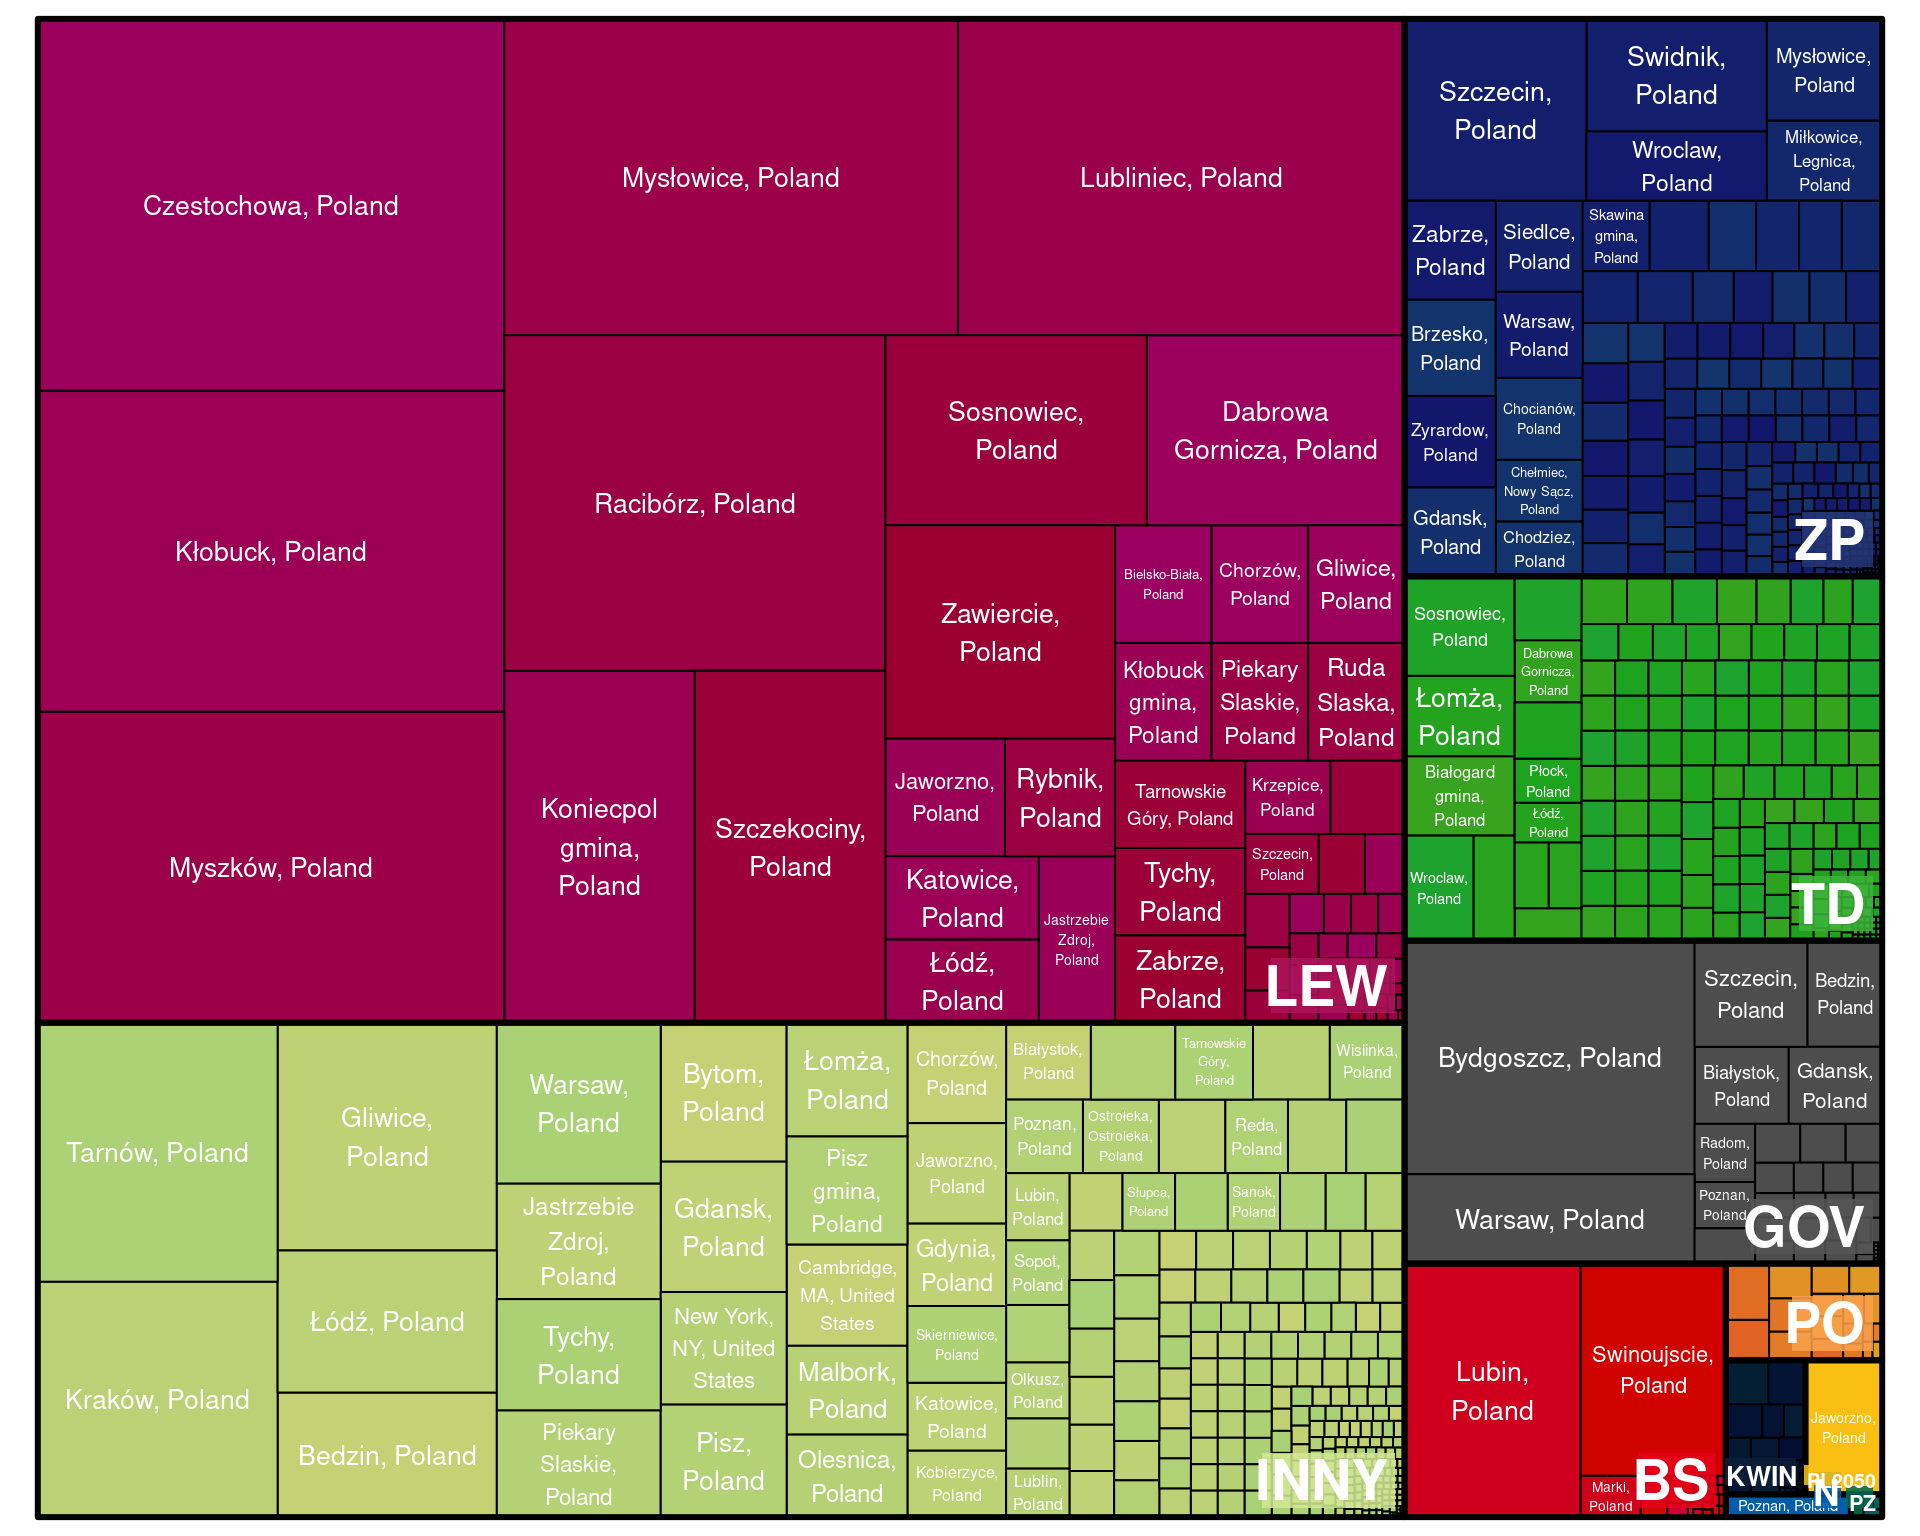 Czestochowa, Poland
Kłobuck, Poland
Myszków, Poland
Mysłowice, Poland
Lubliniec, Poland
Racibórz, Poland
Sosnowiec,
Poland
Dabrowa
Gornicza, Poland
Koniecpol
gmina,
Poland
Szczekociny,
Poland
Zawiercie,
Poland
Bielsko-Biała,
Poland
Chorzów,
Poland
Gliwice,
Poland
Kłobuck
gmina,
Poland
Piekary
Slaskie,
Poland
Ruda
Slaska,
Poland
Jaworzno,
Poland
Rybnik,
Poland
Katowice,
Poland
Łódź,
Poland
Jastrzebie
Zdroj,
Poland
Tarnowskie
Góry, Poland
Tychy,
Poland
Zabrze,
Poland
Krzepice,
Poland
Szczecin,
Poland
LEW
Szczecin,
Poland
Swidnik,
Poland
Mysłowice,
Poland
Wroclaw,
Poland
Miłkowice,
Legnica,
Poland
Zabrze,
Poland
Siedlce,
Poland
Skawina
gmina,
Poland
Brzesko,
Poland
Warsaw,
Poland
Zyrardow,
Poland
Chocianów,
Poland
Gdansk,
Poland
Chełmiec,
Nowy Sącz,
Poland
Chodziez,
Poland
ZP
Sosnowiec,
Poland
Łomża,
Poland
Białogard
gmina,
Poland
Wroclaw,
Poland
Dabrowa
Gornicza,
Poland
Płock,
Poland
Łódź,
Poland
TD
Bydgoszcz, Poland
Warsaw, Poland
Szczecin,
Poland
Bedzin,
Poland
Białystok,
Poland
Gdansk,
Poland
Radom,
Poland
Poznan,
Poland
GOV
Tarnów, Poland
Kraków, Poland
Gliwice,
Poland
Łódź, Poland
Bedzin, Poland
Warsaw,
Poland
Jastrzebie
Zdroj,
Poland
Tychy,
Poland
Piekary
Slaskie,
Poland
Bytom,
Poland
Gdansk,
Poland
New York,
NY, United
States
Pisz,
Poland
Łomża,
Poland
Pisz
gmina,
Poland
Cambridge,
MA, United
States
Malbork,
Poland
Olesnica,
Poland
Chorzów,
Poland
Jaworzno,
Poland
Gdynia,
Poland
Skierniewice,
Poland
Katowice,
Poland
Kobierzyce,
Poland
Białystok,
Poland
Tarnowskie
Góry,
Poland
Wislinka,
Poland
Poznan,
Poland
Ostrołeka,
Ostroleka,
Poland
Reda,
Poland
Lubin,
Poland
Słupca,
Poland
Sanok,
Poland
Sopot,
Poland
Olkusz,
Poland
Lublin,
Poland
INNY
Lubin,
Poland
Swinoujscie,
Poland
Marki,
Poland
BS
PO
KWIN
Jaworzno,
Poland
PL2050
N
Poznan, Poland
PZ